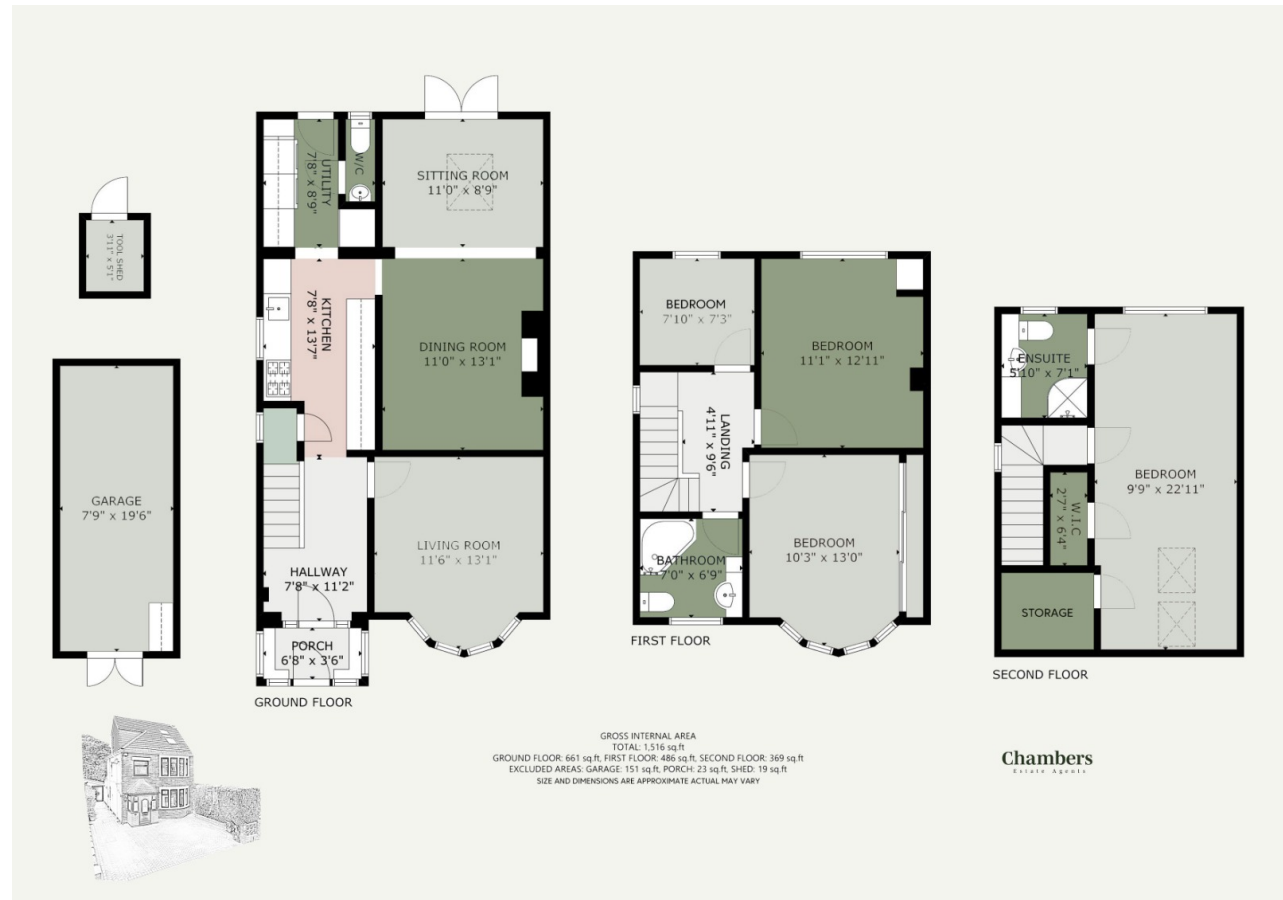 UTILITY
7'8" x 8'9"
W/C
SITTING ROOM
11'0" x 8'9"
TOOL SHED
3'11" x 5'1"
KITCHEN
7'8" x 13'7"
DINING ROOM
11'0" x 13'1"
GARAGE
7'9" x 19'6"
HALLWAY
7'8" x 11'2"
LIVING ROOM
11'6" x 13'1"
PORCH
6'8" x 3'6"
GROUND FLOOR
BEDROOM
7'10" x 7'3"
BEDROOM
11'1" x 12'11"
LANDING
4'11" x 9'6"
BATHROOM
7'0" x 6'9"
BEDROOM
10'3" x 13'0"
FIRST FLOOR
ENSUITE
5'10" x 7'1"
BEDROOM
9'9" x 22'11"
W.I.C
2'7" x 6'4"
STORAGE
SECOND FLOOR
GROSS INTERNAL AREA
TOTAL: 1,516 sq.ft
GROUND FLOOR: 661 sq.ft, FIRST FLOOR: 486 sq.ft, SECOND FLOOR: 369 sq.ft
EXCLUDED AREAS: GARAGE: 151 sq.ft, PORCH: 23 sq.ft, SHED: 19 sq.ft
SIZE AND DIMENSIONS ARE APPROXIMATE ACTUAL MAY VARY
Chambers
Estate Agents